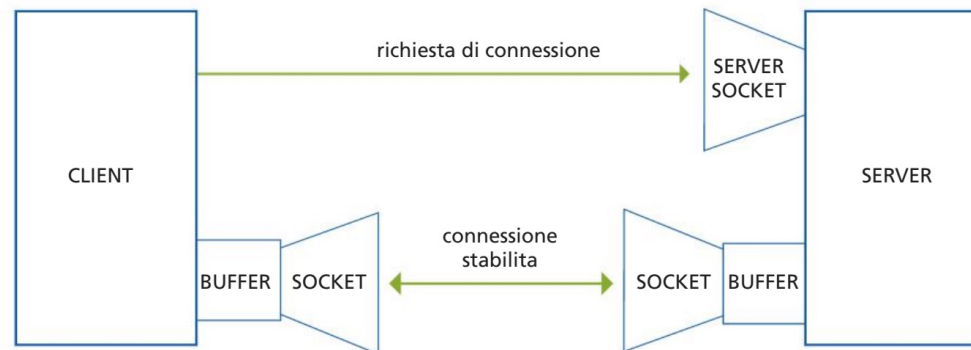 richiesta di connessione
SERVER
SOCKET
CLIENT
SERVER
connessione
stabilita
BUFFER
SOCKET
SOCKET
BUFFER